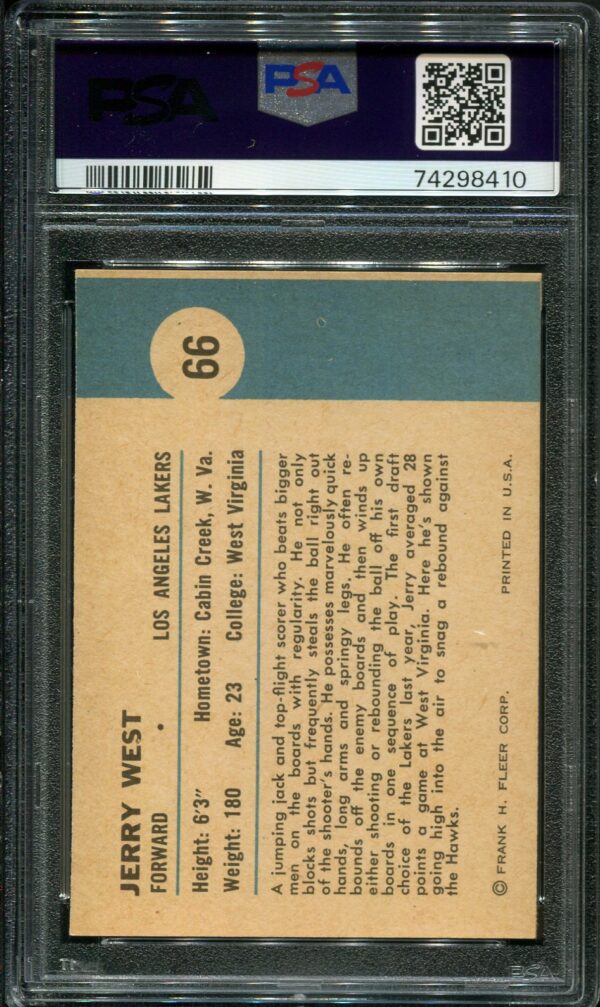 PSA
PSA
74298410
66
JERRY WEST
FORWARD • LOS ANGELES LAKERS
Height: 6'3" Hometown: Cabin Creek, W. Va.
Weight: 180 Age: 23 College: West Virginia
A jumping jack and top-flight scorer who beats bigger
men on the boards with regularity. He not only
blocks shots but frequently steals the ball right out
of the shooter's hands. He possesses marvelously quick
hands, long arms and springy legs. He often re-
bounds off the enemy boards and then winds up
either shooting or rebounding the ball off his own
boards in one sequence of play. The first draft
choice of the Lakers last year, Jerry averaged 28
points a game at West Virginia. Here he's shown
going high into the air to snag a rebound against
the Hawks.
© FRANK H. FLEER CORP. PRINTED IN U.S.A.
PSA